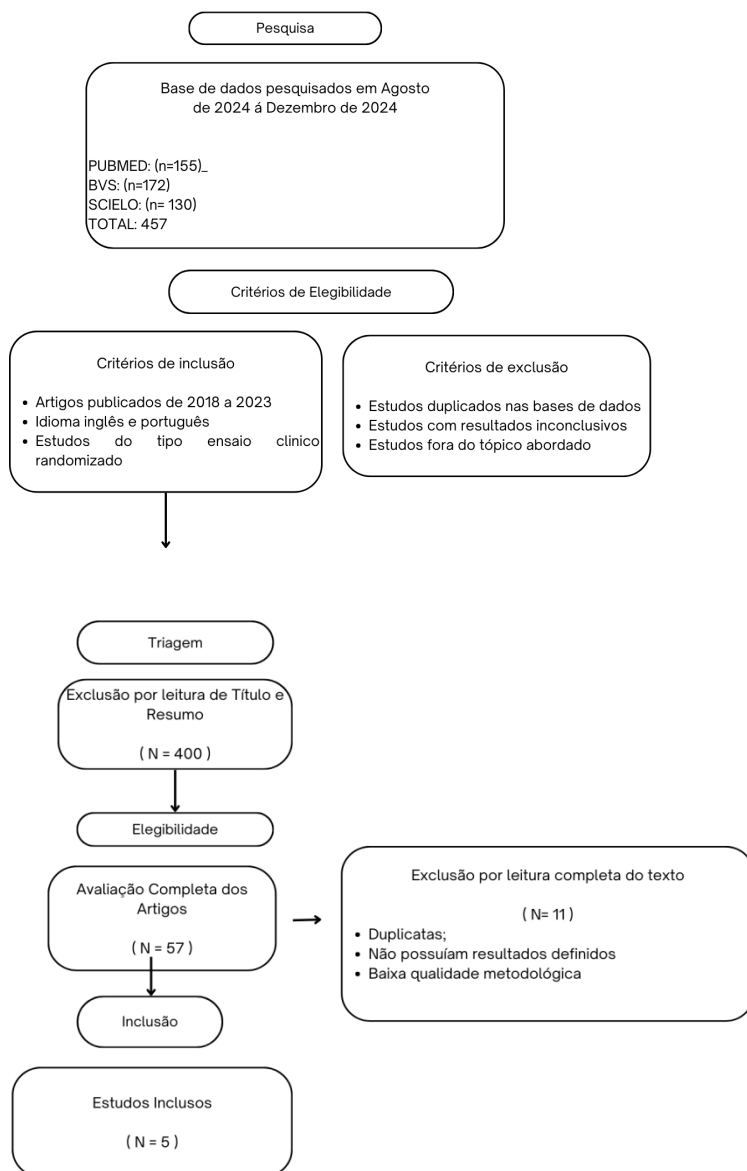 Pesquisa
Base de dados pesquisados em Agosto
de 2024 á Dezembro de 2024
PUBMED: (n=155)_
BVS: (n=172)
SCIELO: (n= 130)
TOTAL: 457
Critérios de Elegibilidade
Critérios de inclusão
• Artigos publicados de 2018 a 2023
• Idioma inglês e português
• Estudos do tipo ensaio clinico
randomizado
Critérios de exclusão
• Estudos duplicados nas bases de dados
• Estudos com resultados inconclusivos
• Estudos fora do tópico abordado
Triagem
Exclusão por leitura de Título e
Resumo
( N = 400 )
Elegibilidade
Avaliação Completa dos
Artigos
( N = 57 )
Exclusão por leitura completa do texto
( N= 11 )
• Duplicatas;
• Não possuíam resultados definidos
• Baixa qualidade metodológica
Inclusão
Estudos Inclusos
( N = 5 )